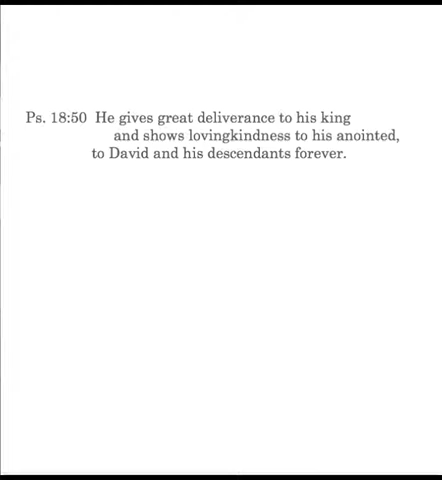 Ps. 18:50 He gives great deliverance to his king
and shows lovingkindness to his anointed,
to David and his descendants forever.